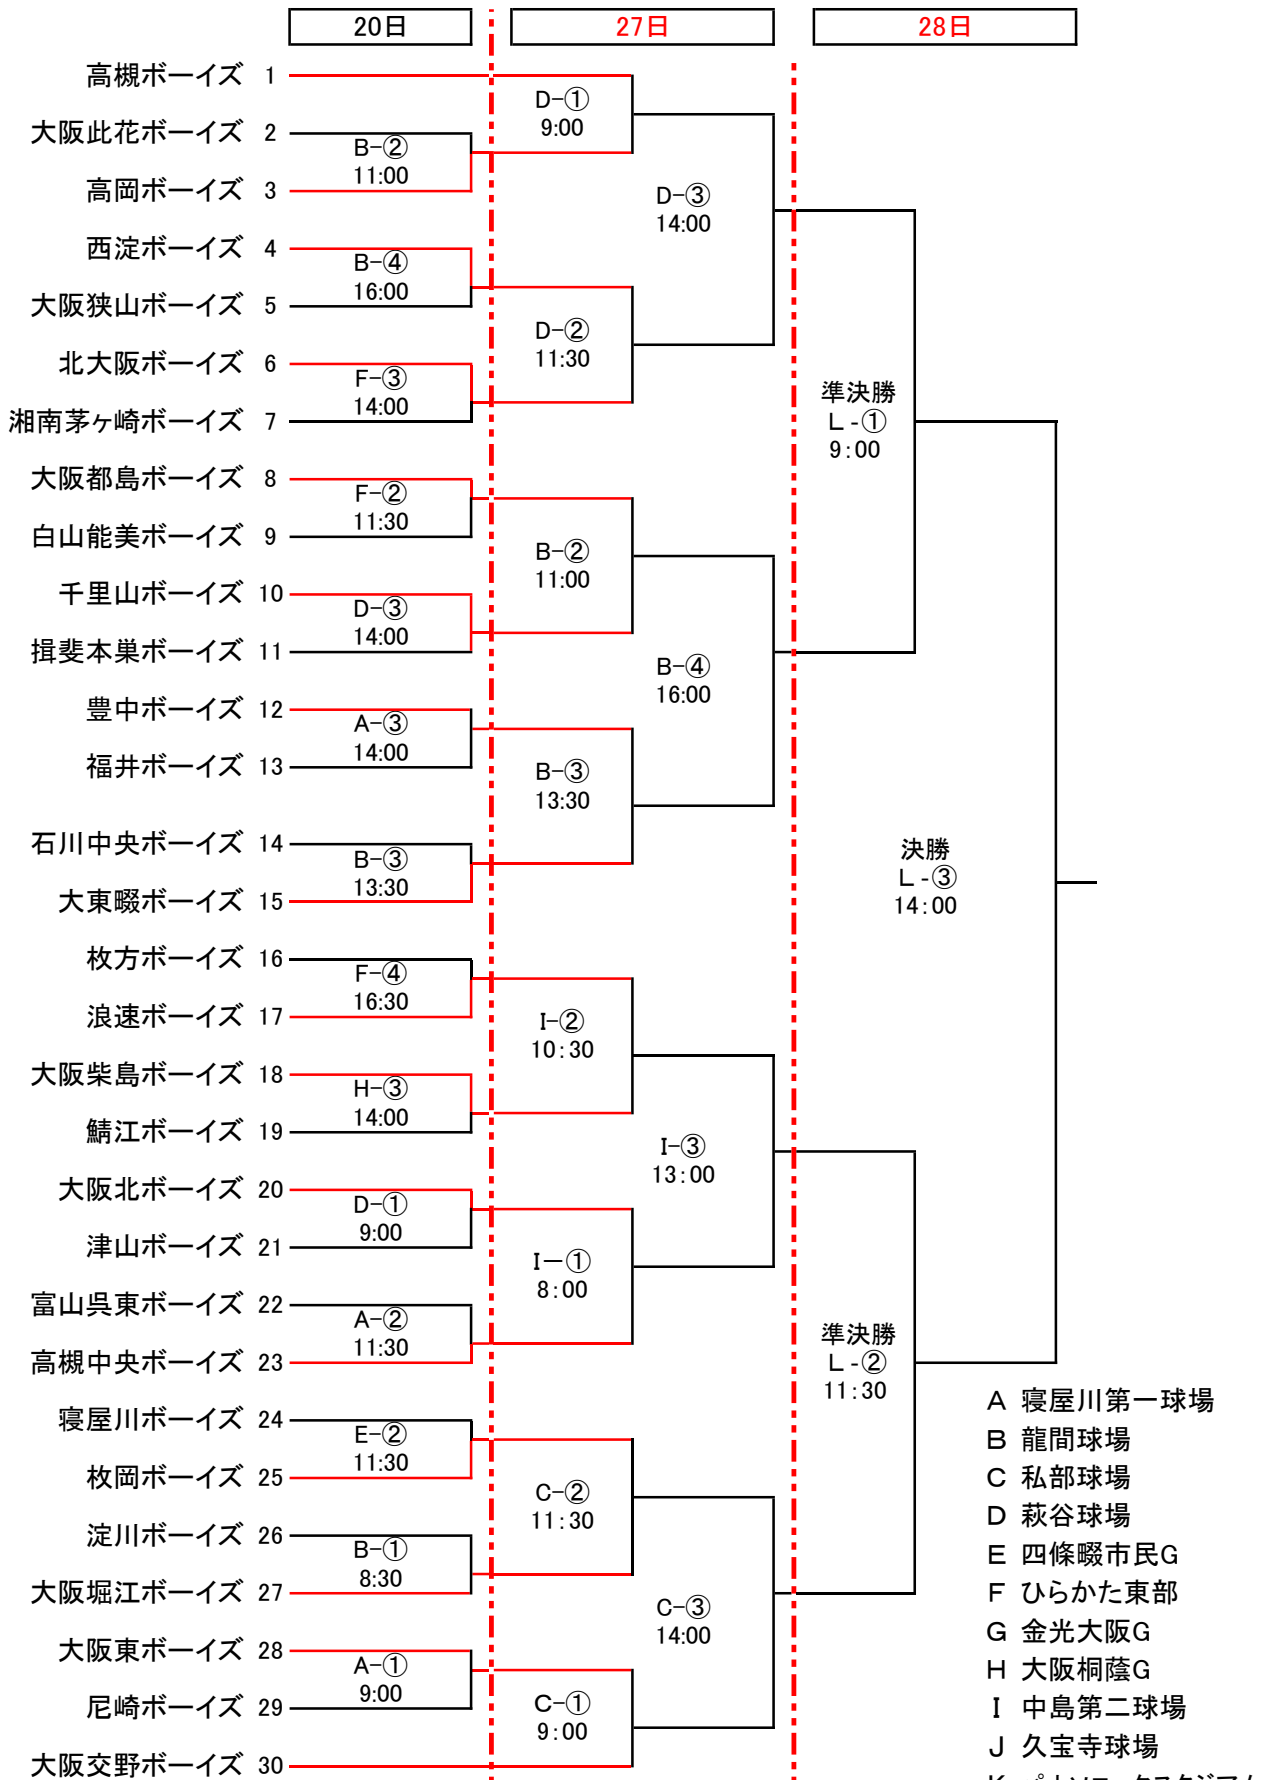 20日
27日
28日
高槻ボーイズ 1
大阪此花ボーイズ 2
高岡ボーイズ 3
西淀ボーイズ 4
大阪狭山ボーイズ 5
北大阪ボーイズ 6
湘南茅ヶ崎ボーイズ 7
大阪都島ボーイズ 8
白山能美ボーイズ 9
千里山ボーイズ 10
揖斐本巣ボーイズ 11
豊中ボーイズ 12
福井ボーイズ 13
石川中央ボーイズ 14
大東畷ボーイズ 15
枚方ボーイズ 16
浪速ボーイズ 17
大阪柴島ボーイズ 18
鯖江ボーイズ 19
大阪北ボーイズ 20
津山ボーイズ 21
富山呉東ボーイズ 22
高槻中央ボーイズ 23
寝屋川ボーイズ 24
枚岡ボーイズ 25
淀川ボーイズ 26
大阪堀江ボーイズ 27
大阪東ボーイズ 28
尼崎ボーイズ 29
大阪交野ボーイズ 30
B-②
11:00
B-④
16:00
F-③
14:00
F-②
11:30
D-③
14:00
A-③
14:00
B-③
13:30
F-④
16:30
H-③
14:00
D-①
9:00
A-②
11:30
E-②
11:30
B-①
8:30
A-①
9:00
D-①
9:00
D-②
11:30
B-②
11:00
B-③
13:30
I-②
10:30
I-①
8:00
C-②
11:30
C-①
9:00
D-③
14:00
B-④
16:00
I-③
13:00
C-③
14:00
準決勝
L-①
9:00
準決勝
L-②
11:30
決勝
L-③
14:00
A 寝屋川第一球場
B 龍間球場
C 私部球場
D 萩谷球場
E 四條畷市民G
F ひらかた東部
G 金光大阪G
H 大阪桐蔭G
I 中島第二球場
J 久宝寺球場